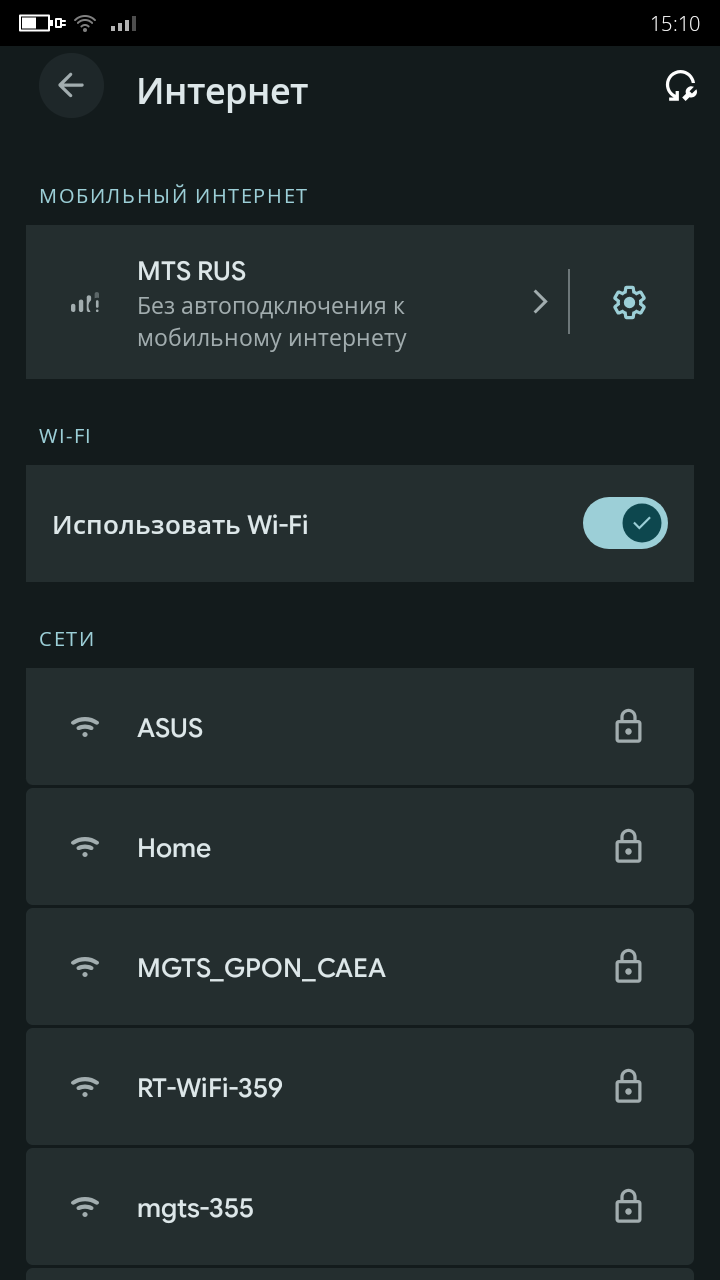 15:10
Интернет
МОБИЛЬНЫЙ ИНТЕРНЕТ
MTS RUS
Без автоподключения к
мобильному интернету
WI-FI
Использовать Wi-Fi
СЕТИ
ASUS
Home
MGTS_GPON_CAEA
RT-WiFi-359
mgts-355